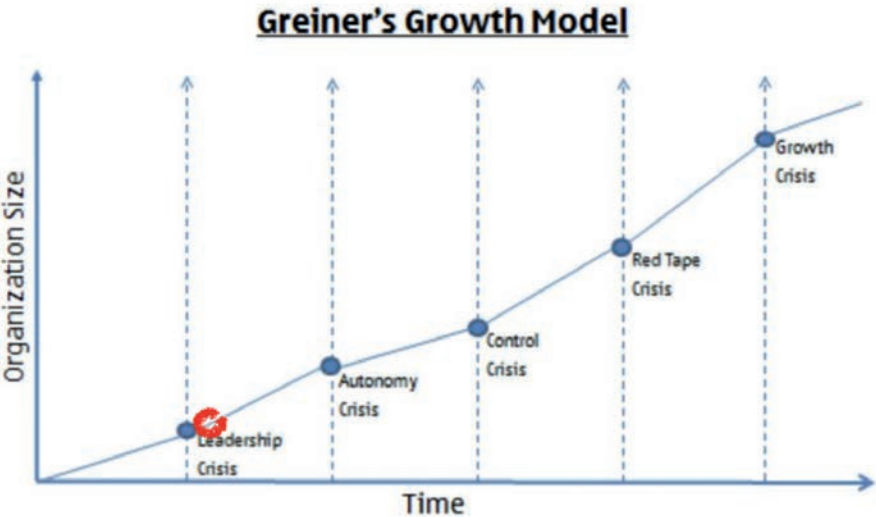 Greiner's Growth Model
Organization Size
Growth
Crisis
Red Tape
Crisis
Control
Crisis
Autonomy
Crisis
Leadership
Crisis
Time